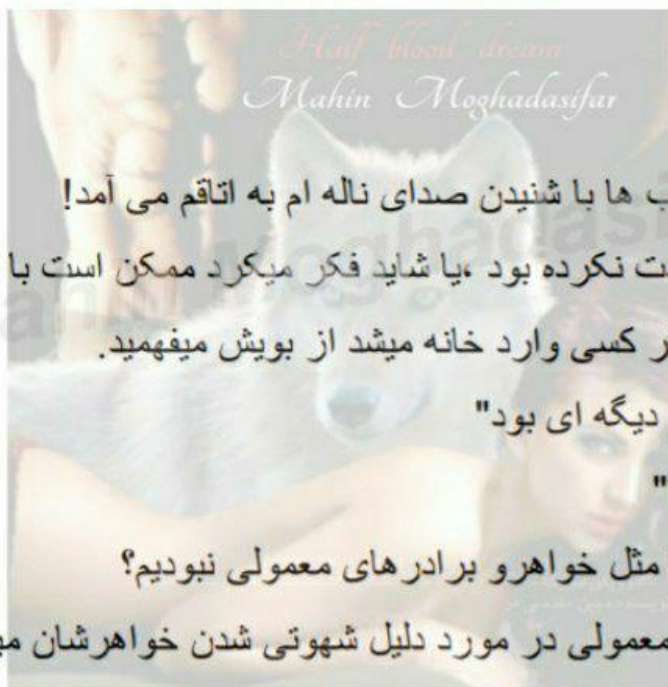 Half blood dream
Mahin Moghadasifar
ب ها با شنیدن صدای ناله ام به اتاقم می آمد!
ت نکرده بود ،یا شاید فکر میکرد ممکن است با
ر کسی وارد خانه میشد از بویش میفهمید.
دیگه ای بود"
"
مثل خواهرو برادرهای معمولی نبودیم؟
معمولی در مورد دلیل شهوتی شدن خواهرشان می